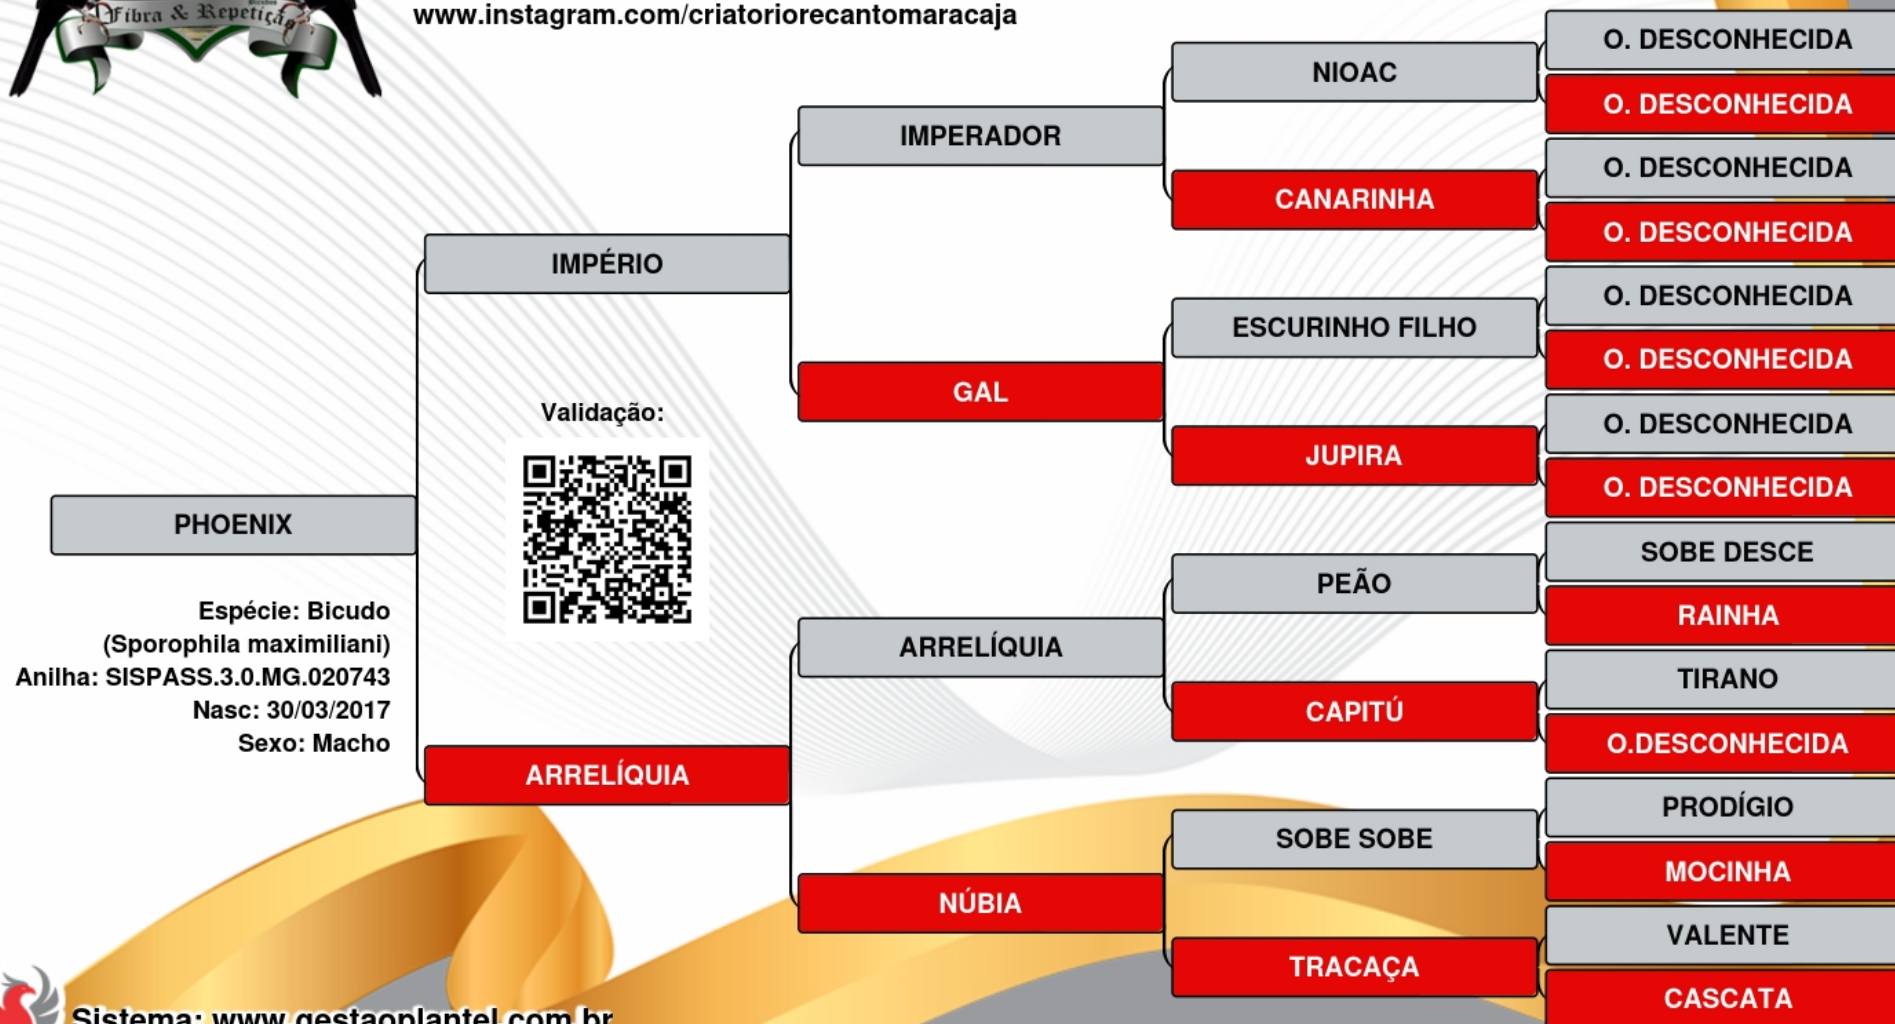 Bicudos
Fibra & Repetição
www.instagram.com/criatoriorecantomaracaja
PHOENIX
Espécie: Bicudo
(Sporophila maximiliani)
Anilha: SISPASS.3.0.MG.020743
Nasc: 30/03/2017
Sexo: Macho
IMPÉRIO
Validação:
ARRELÍQUIA
IMPERADOR
GAL
ARRELÍQUIA
NÚBIA
NIOAC
CANARINHA
ESCURINHO FILHO
JUPIRA
PEÃO
CAPITÚ
SOBE SOBE
TRACAÇA
O. DESCONHECIDA
O. DESCONHECIDA
O. DESCONHECIDA
O. DESCONHECIDA
O. DESCONHECIDA
O. DESCONHECIDA
O. DESCONHECIDA
O. DESCONHECIDA
SOBE DESCE
RAINHA
TIRANO
O.DESCONHECIDA
PRODÍGIO
MOCINHA
VALENTE
CASCATA
Sistema: www.gestaoplantel.com.br